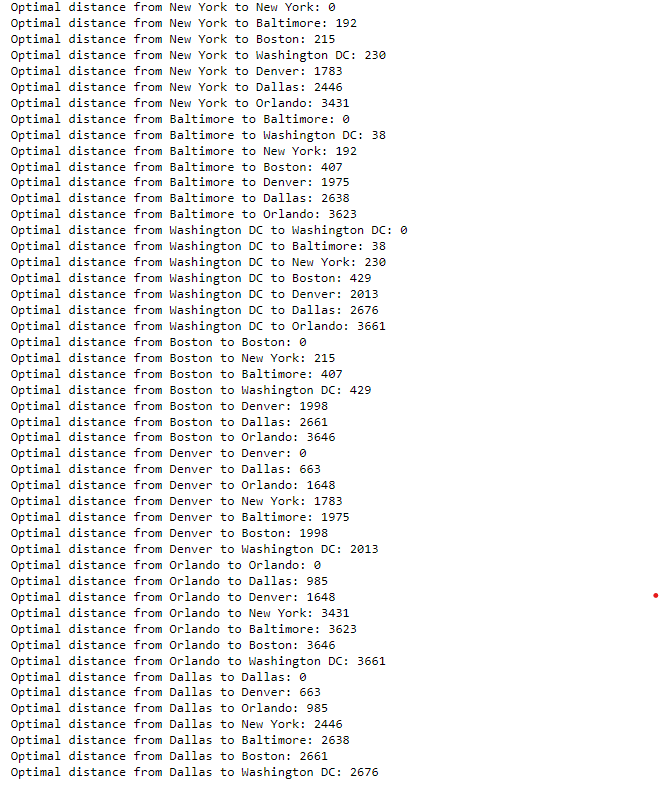 Optimal distance from New York to New York: 0
Optimal distance from New York to Baltimore: 192
Optimal distance from New York to Boston: 215
Optimal distance from New York to Washington DC: 230
Optimal distance from New York to Denver: 1783
Optimal distance from New York to Dallas: 2446
Optimal distance from New York to Orlando: 3431
Optimal distance from Baltimore to Baltimore: 0
Optimal distance from Baltimore to Washington DC: 38
Optimal distance from Baltimore to New York: 192
Optimal distance from Baltimore to Boston: 407
Optimal distance from Baltimore to Denver: 1975
Optimal distance from Baltimore to Dallas: 2638
Optimal distance from Baltimore to Orlando: 3623
Optimal distance from Washington DC to Washington DC: 0
Optimal distance from Washington DC to Baltimore: 38
Optimal distance from Washington DC to New York: 230
Optimal distance from Washington DC to Boston: 429
Optimal distance from Washington DC to Denver: 2013
Optimal distance from Washington DC to Dallas: 2676
Optimal distance from Washington DC to Orlando: 3661
Optimal distance from Boston to Boston: 0
Optimal distance from Boston to New York: 215
Optimal distance from Boston to Baltimore: 407
Optimal distance from Boston to Washington DC: 429
Optimal distance from Boston to Denver: 1998
Optimal distance from Boston to Dallas: 2661
Optimal distance from Boston to Orlando: 3646
Optimal distance from Denver to Denver: 0
Optimal distance from Denver to Dallas: 663
Optimal distance from Denver to Orlando: 1648
Optimal distance from Denver to New York: 1783
Optimal distance from Denver to Baltimore: 1975
Optimal distance from Denver to Boston: 1998
Optimal distance from Denver to Washington DC: 2013
Optimal distance from Orlando to Orlando: 0
Optimal distance from Orlando to Dallas: 985
Optimal distance from Orlando to Denver: 1648
Optimal distance from Orlando to New York: 3431
Optimal distance from Orlando to Baltimore: 3623
Optimal distance from Orlando to Boston: 3646
Optimal distance from Orlando to Washington DC: 3661
Optimal distance from Dallas to Dallas: 0
Optimal distance from Dallas to Denver: 663
Optimal distance from Dallas to Orlando: 985
Optimal distance from Dallas to New York: 2446
Optimal distance from Dallas to Baltimore: 2638
Optimal distance from Dallas to Boston: 2661
Optimal distance from Dallas to Washington DC: 2676